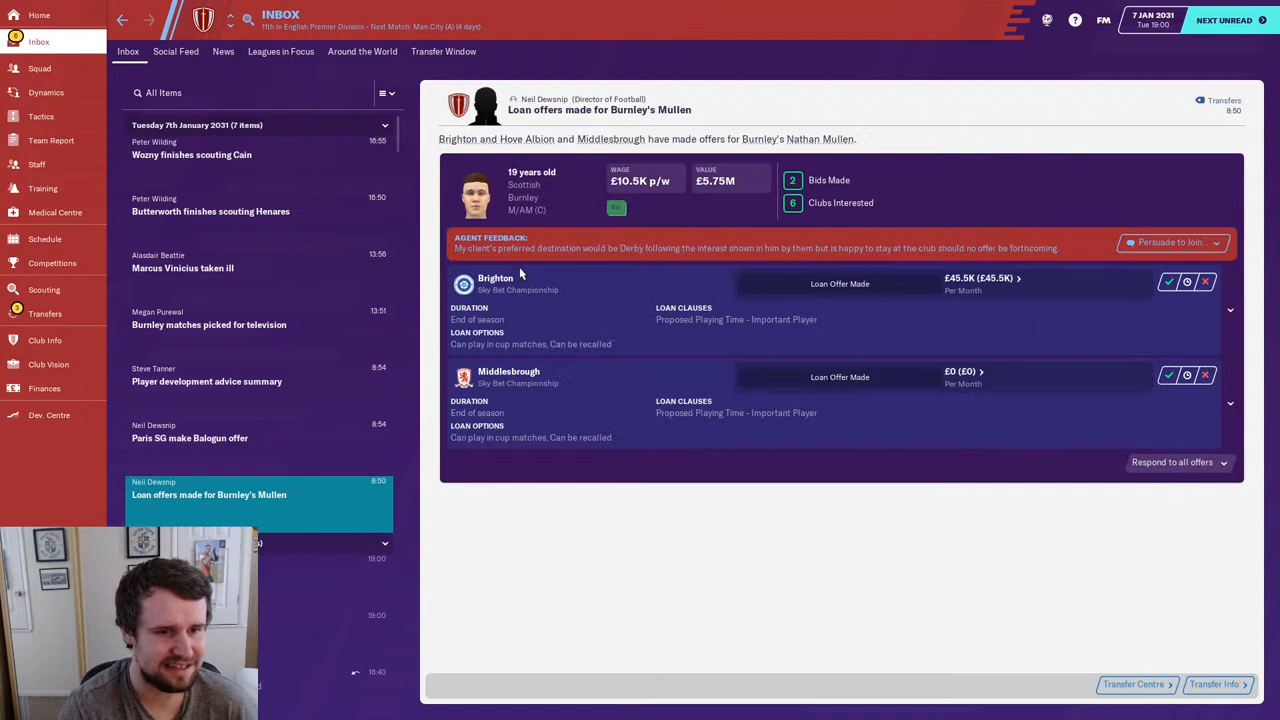 Home
8
Inbox
Squad
Dynamics
Tactics
Team Report
Staff
Training
Medical Centre
Schedule
Competitions
Scouting
3
Transfers
Club Info
Club Vision
Finances
Dev. Centre
INBOX
11th in English Premier Division - Next Match: Man City (A) (4 days)
?
FM
7 JAN 2031
Tue 19:00
NEXT UNREAD
Inbox
Social Feed
News
Leagues in Focus
Around the World
Transfer Window
All Items
Tuesday 7th January 2031 (7 items)
Peter Wilding 16:55
Wozny finishes scouting Cain
Peter Wilding 16:50
Butterworth finishes scouting Henares
Alasdair Beattie 13:56
Marcus Vinicius taken ill
Megan Purewal 13:51
Burnley matches picked for television
Steve Tanner 8:54
Player development advice summary
Neil Dewsnip 8:54
Paris SG make Balogun offer
Neil Dewsnip 8:50
Loan offers made for Burnley's Mullen
19:00
19:00
16:40
Neil Dewsnip (Director of Football)
Loan offers made for Burnley's Mullen
Transfers
8:50
Brighton and Hove Albion and Middlesbrough have made offers for Burnley's Nathan Mullen.
19 years old
Scottish
Burnley
M/AM (C)
WAGE
£10.5K p/w
VALUE
£5.75M
2 Bids Made
6 Clubs Interested
AGENT FEEDBACK:
My client's preferred destination would be Derby following the interest shown in him by them but is happy to stay at the club should no offer be forthcoming.
Persuade to Join...
Brighton
Sky Bet Championship
Loan Offer Made
£45.5K (£45.5K)
Per Month
DURATION
End of season
LOAN CLAUSES
Proposed Playing Time - Important Player
LOAN OPTIONS
Can play in cup matches, Can be recalled
Middlesbrough
Sky Bet Championship
Loan Offer Made
£0 (£0)
Per Month
DURATION
End of season
LOAN CLAUSES
Proposed Playing Time - Important Player
LOAN OPTIONS
Can play in cup matches, Can be recalled
Respond to all offers
Transfer Centre
Transfer Info